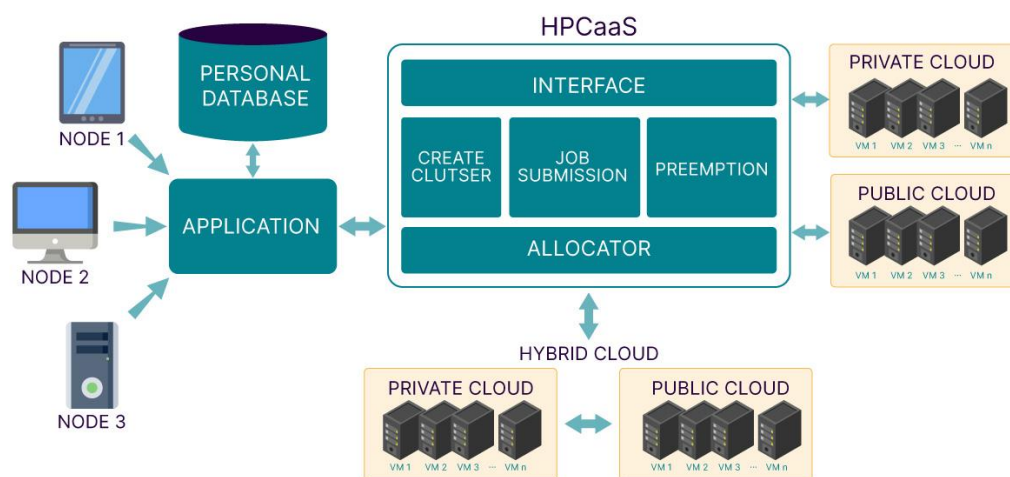 HPCaaS
PERSONAL
DATABASE
NODE 1
NODE 2
NODE 3
APPLICATION
INTERFACE
CREATE
CLUTSER
JOB
SUBMISSION
PREEMPTION
ALLOCATOR
PRIVATE CLOUD
VM 1 VM 2 VM 3 ... VM n
PUBLIC CLOUD
VM 1 VM 2 VM 3 ... VM n
HYBRID CLOUD
PRIVATE CLOUD
VM 1 VM 2 VM 3 ... VM n
PUBLIC CLOUD
VM 1 VM 2 VM 3 ... VM n